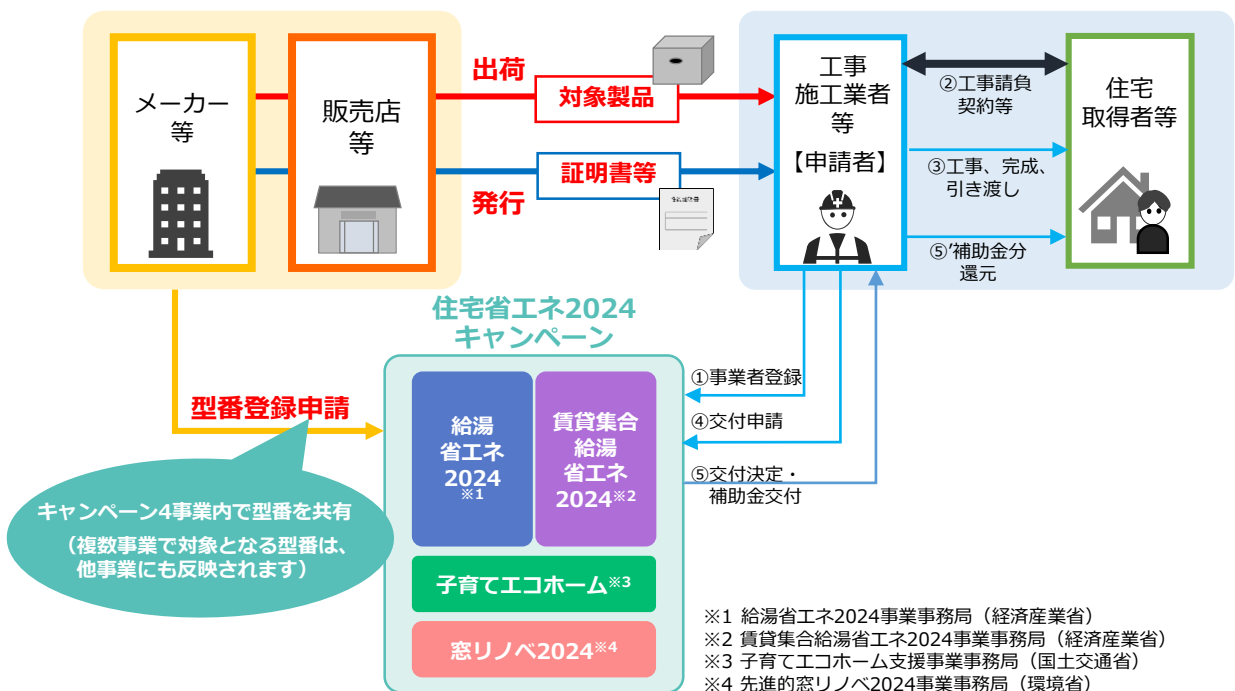 メーカー
等
販売店
等
出荷
対象製品
発行
証明書等
工事
施工業者
等
【申請者】
②工事請負
契約等
③工事、完成、
引き渡し
⑤’補助金分
還元
住宅
取得者等
住宅省エネ2024
キャンペーン
型番登録申請
キャンペーン4事業内で型番を共有
（複数事業で対象となる型番は、
他事業にも反映されます）
給湯
省エネ
2024
※1
賃貸集合
給湯
省エネ
2024※2
子育てエコホーム※3
窓リノベ2024※4
①事業者登録
④交付申請
⑤交付決定・
補助金交付
※1 給湯省エネ2024事業事務局（経済産業省）
※2 賃貸集合給湯省エネ2024事業事務局（経済産業省）
※3 子育てエコホーム支援事業事務局（国土交通省）
※4 先進的窓リノベ2024事業事務局（環境省）